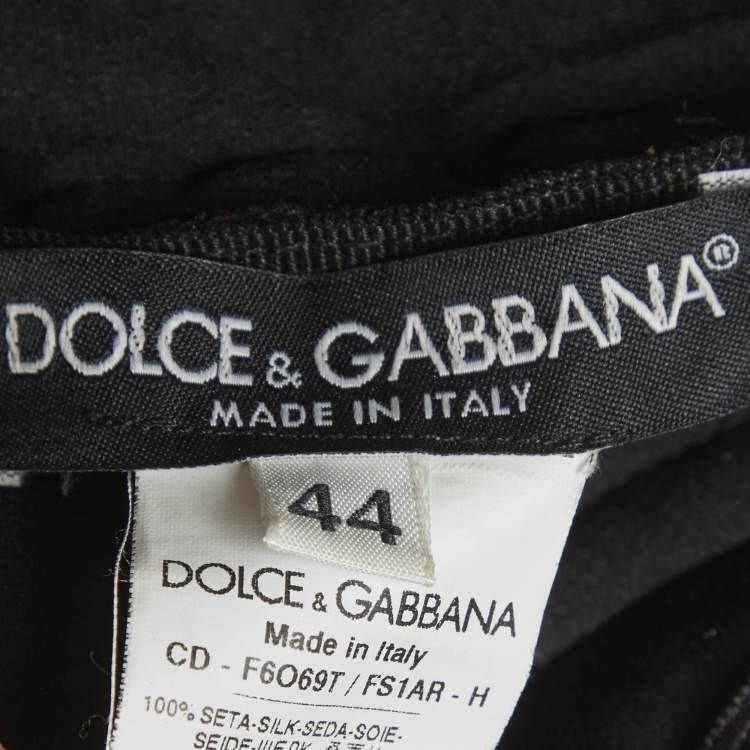 DOLCE & GABBANA®
MADE IN ITALY
44
DOLCE & GABBANA
Made in Italy
CD - F6O69T / FS1AR - H
100% SETA-SILK-SEDA-SOIE-